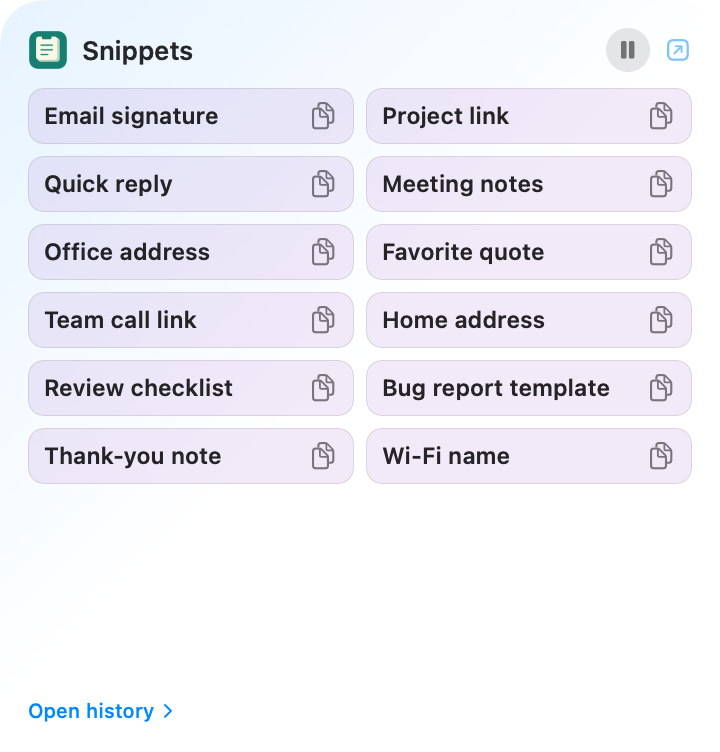 Snippets
Email signature
Project link
Quick reply
Meeting notes
Office address
Favorite quote
Team call link
Home address
Review checklist
Bug report template
Thank-you note
Wi-Fi name
Open history